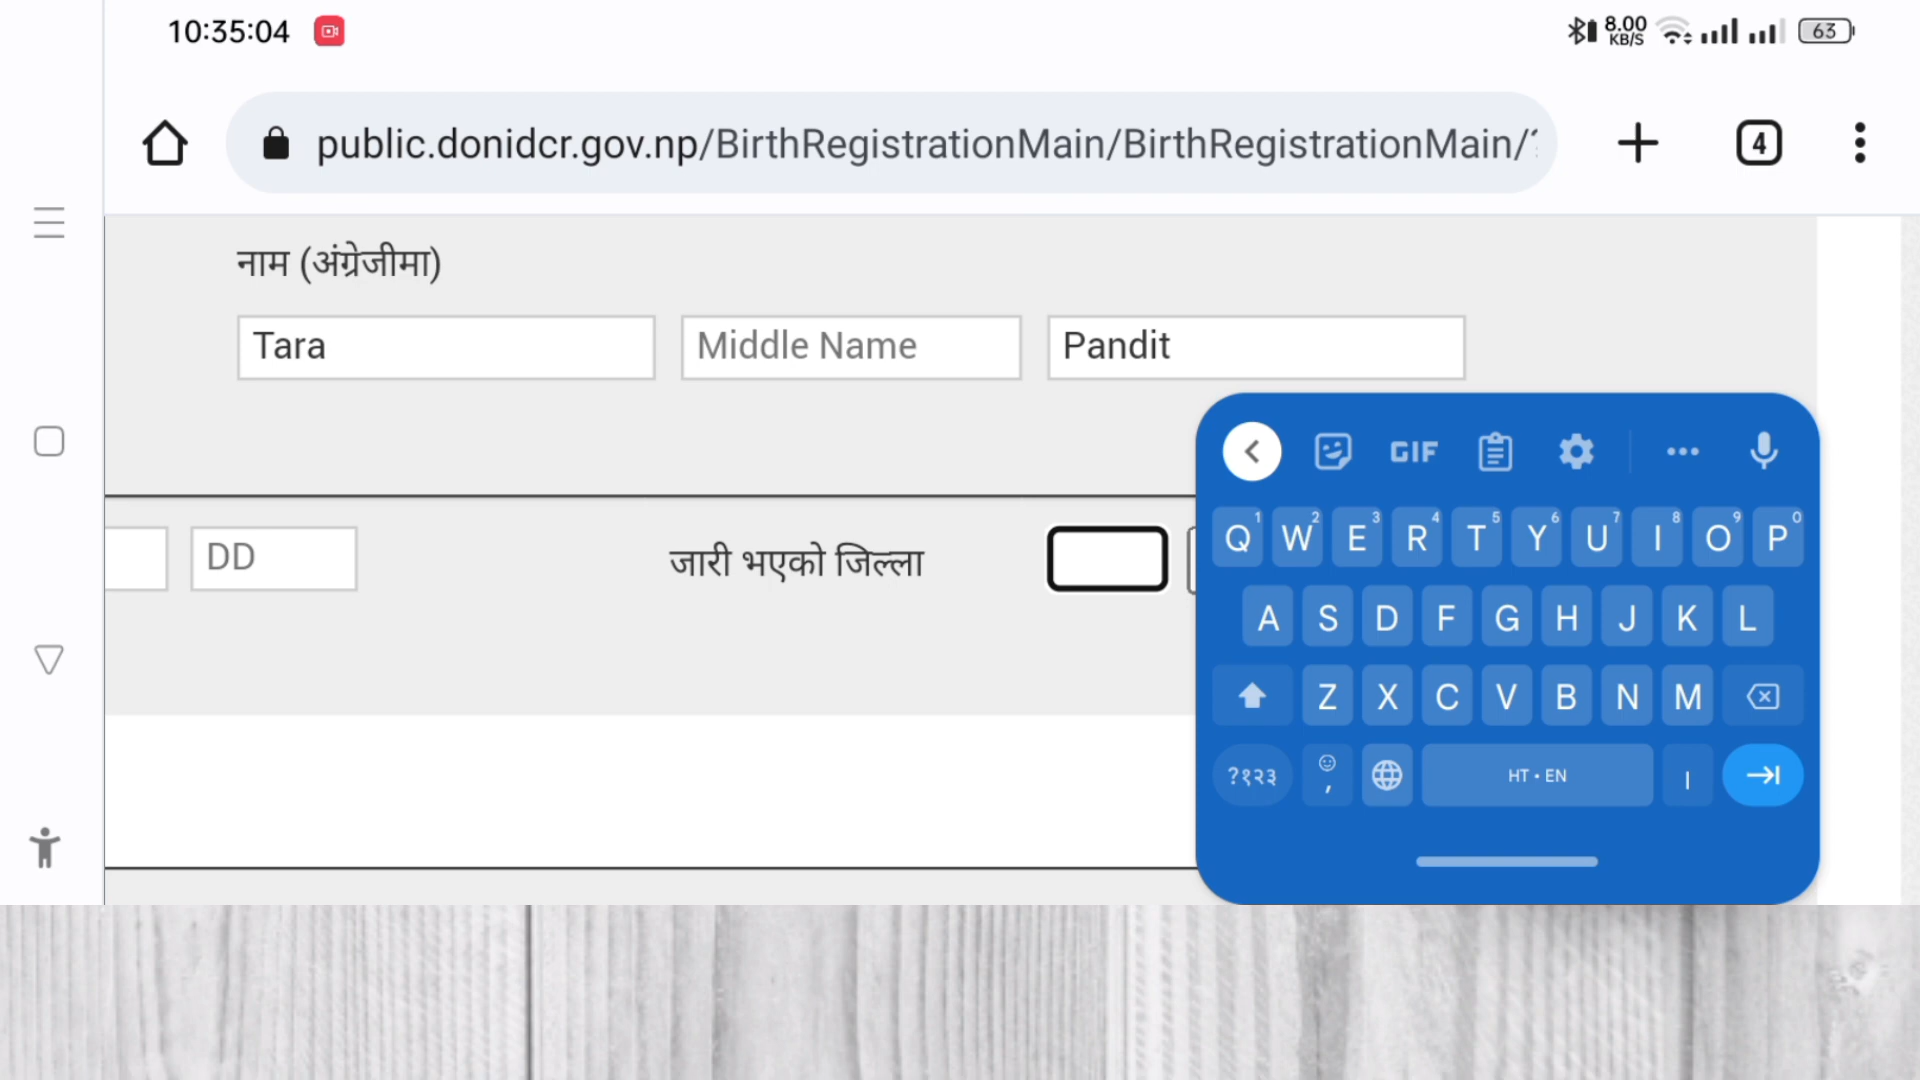 10:35:04 8.00 KB/S 63
public.donidcr.gov.np/BirthRegistrationMain/BirthRegistrationMain/? 4
नाम (अंग्रेजीमा)
Tara Middle Name Pandit
GIF
DD जारी भएको जिल्ला
Q1 W2 E3 R4 T5 Y6 U7 I8 O9 P0
A S D F G H J K L
Z X C V B N M
?१२३ , HT • EN ।